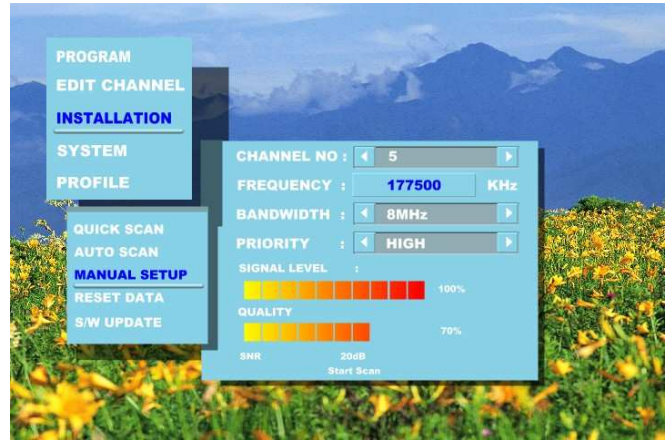 PROGRAM
EDIT CHANNEL
INSTALLATION
SYSTEM
PROFILE
QUICK SCAN
AUTO SCAN
MANUAL SETUP
RESET DATA
S/W UPDATE
CHANNEL NO : 5
FREQUENCY : 177500 KHz
BANDWIDTH : 8MHz
PRIORITY : HIGH
SIGNAL LEVEL :
100%
QUALITY
70%
SNR 20dB
Start Scan